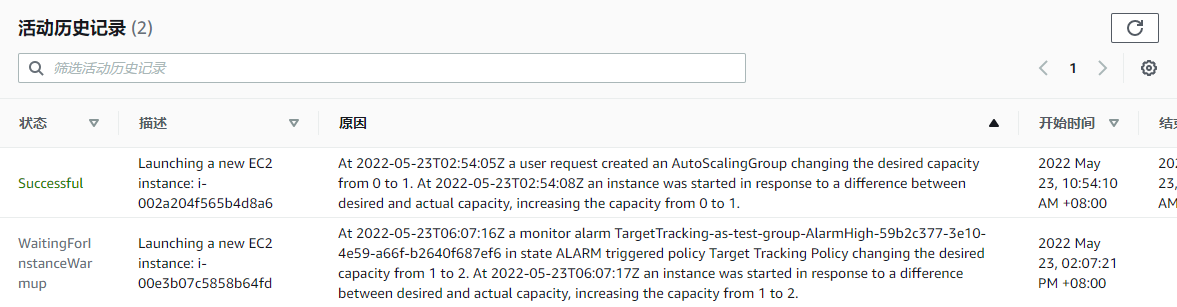 活动历史记录 (2)
筛选活动历史记录
1
状态 描述 原因 开始时间
Successful
Launching a new EC2
instance: i-
002a204f565b4d8a6
At 2022-05-23T02:54:05Z a user request created an AutoScalingGroup changing the desired capacity
from 0 to 1. At 2022-05-23T02:54:08Z an instance was started in response to a difference between
desired and actual capacity, increasing the capacity from 0 to 1.
2022 May
23, 10:54:10
AM +08:00
WaitingForI
nstanceWar
mup
Launching a new EC2
instance: i-
00e3b07c5858b64fd
At 2022-05-23T06:07:16Z a monitor alarm TargetTracking-as-test-group-AlarmHigh-59b2c377-3e10-
4e59-a66f-b2640f687ef6 in state ALARM triggered policy Target Tracking Policy changing the desired
capacity from 1 to 2. At 2022-05-23T06:07:17Z an instance was started in response to a difference
between desired and actual capacity, increasing the capacity from 1 to 2.
2022 May
23, 02:07:21
PM +08:00